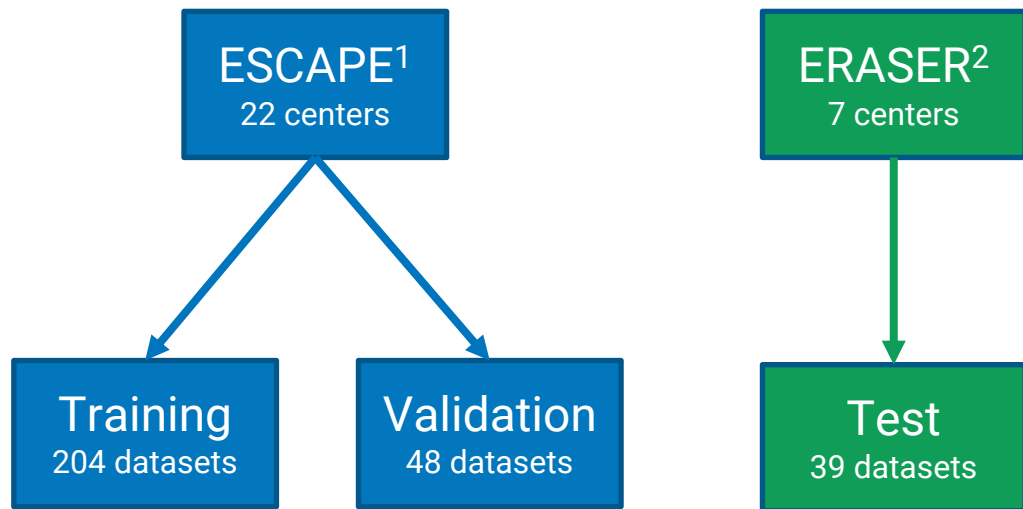 ESCAPE¹
22 centers
ERASER²
7 centers
Training
204 datasets
Validation
48 datasets
Test
39 datasets